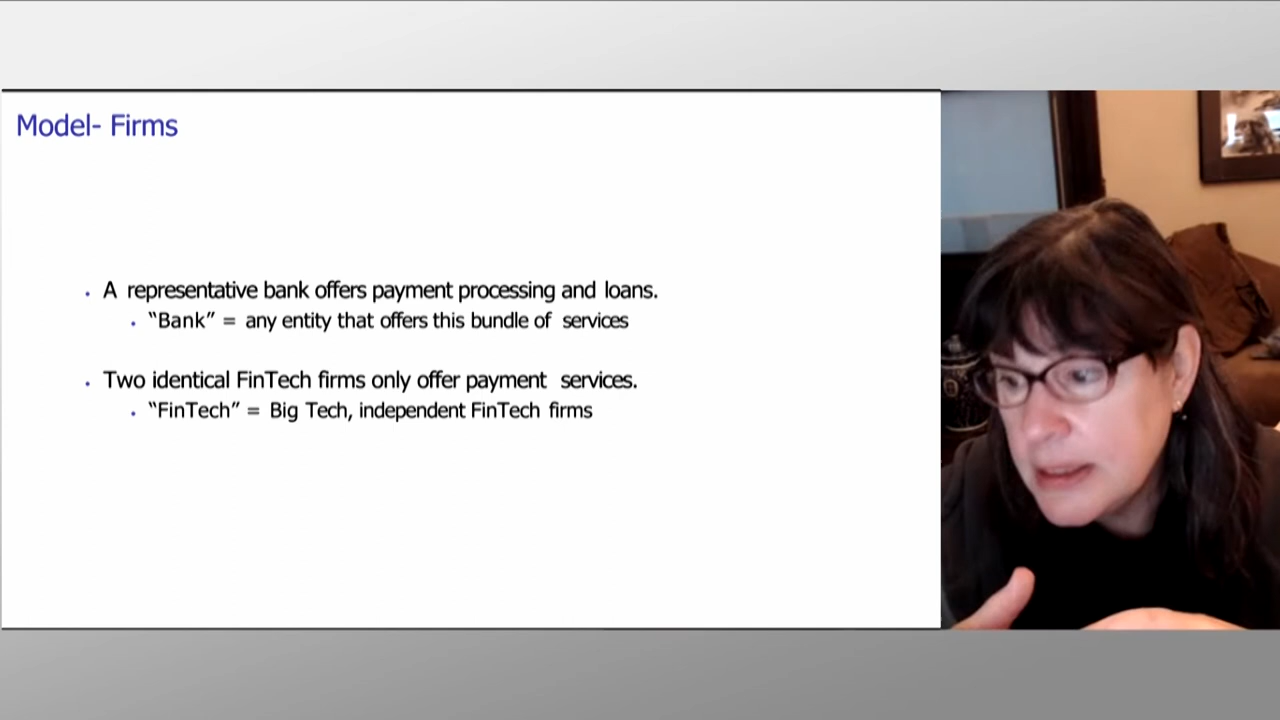 Model- Firms
• A representative bank offers payment processing and loans.
• “Bank” = any entity that offers this bundle of services
• Two identical FinTech firms only offer payment services.
• “FinTech” = Big Tech, independent FinTech firms